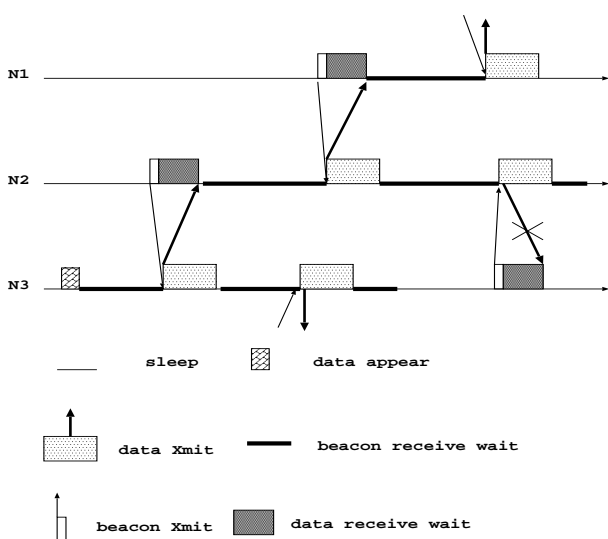 N1
N2
N3
sleep
data appear
data Xmit
beacon receive wait
beacon Xmit
data receive wait